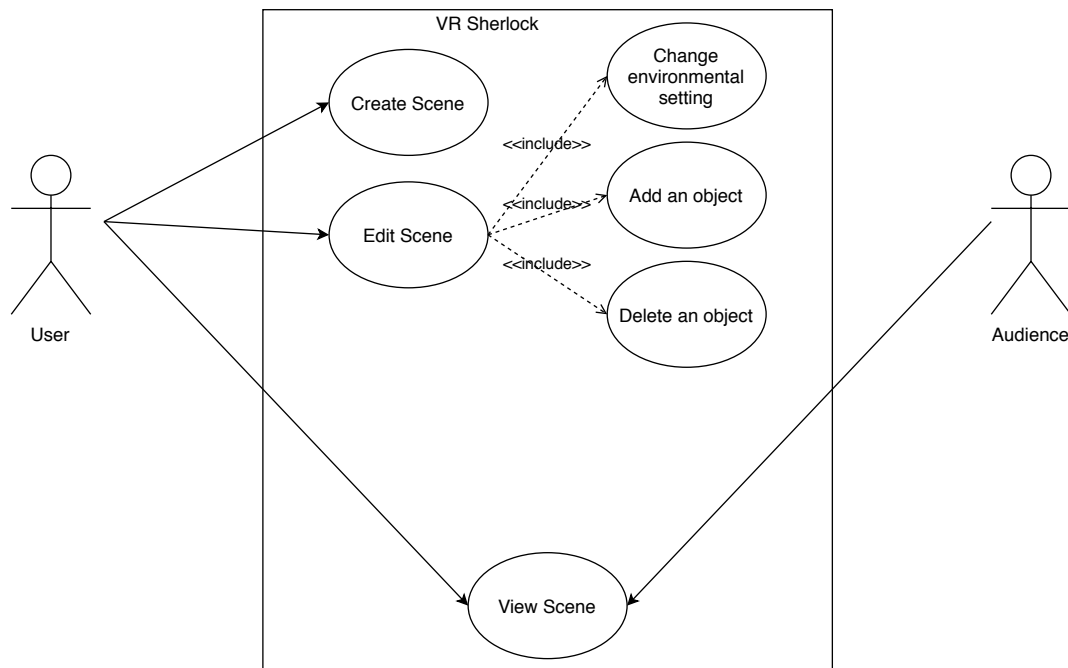 VR Sherlock
Change
environmental
setting
Create Scene
<<include>>
<<include>>
Add an object
Edit Scene
<<include>>
Delete an object
User
Audience
View Scene